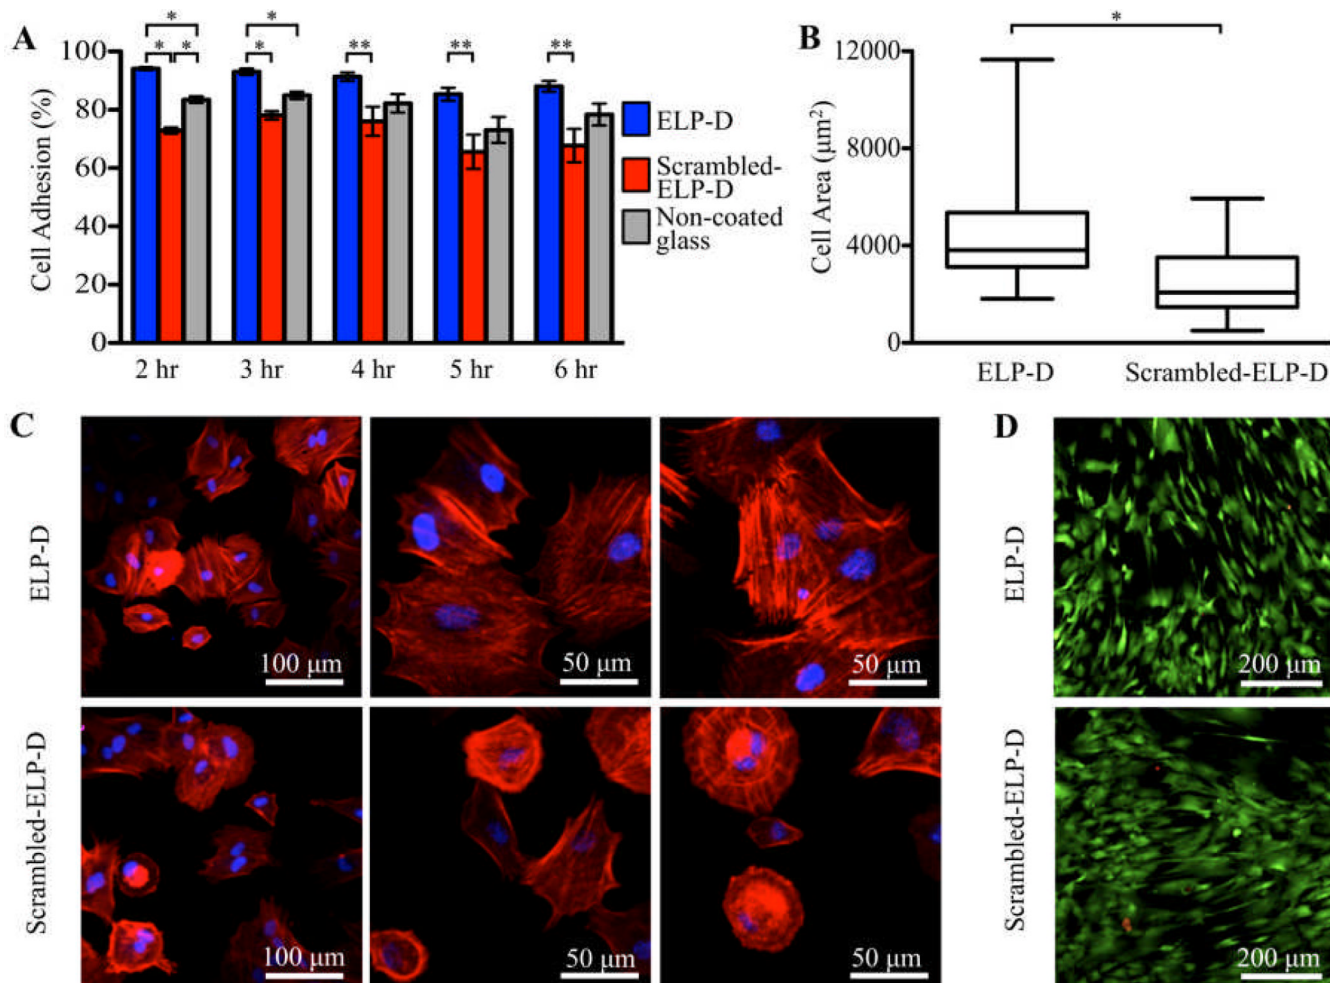 A
* 
* * 
* 
* 
** 
** 
**
100
80
60
40
20
0
Cell Adhesion (%)
2 hr 3 hr 4 hr 5 hr 6 hr
ELP-D
Scrambled-
ELP-D
Non-coated
glass
B
*
12000
8000
4000
0
Cell Area (μm²)
ELP-D Scrambled-ELP-D
C
ELP-D
100 μm
50 μm
50 μm
Scrambled-ELP-D
100 μm
50 μm
50 μm
D
ELP-D
200 μm
Scrambled-ELP-D
200 μm